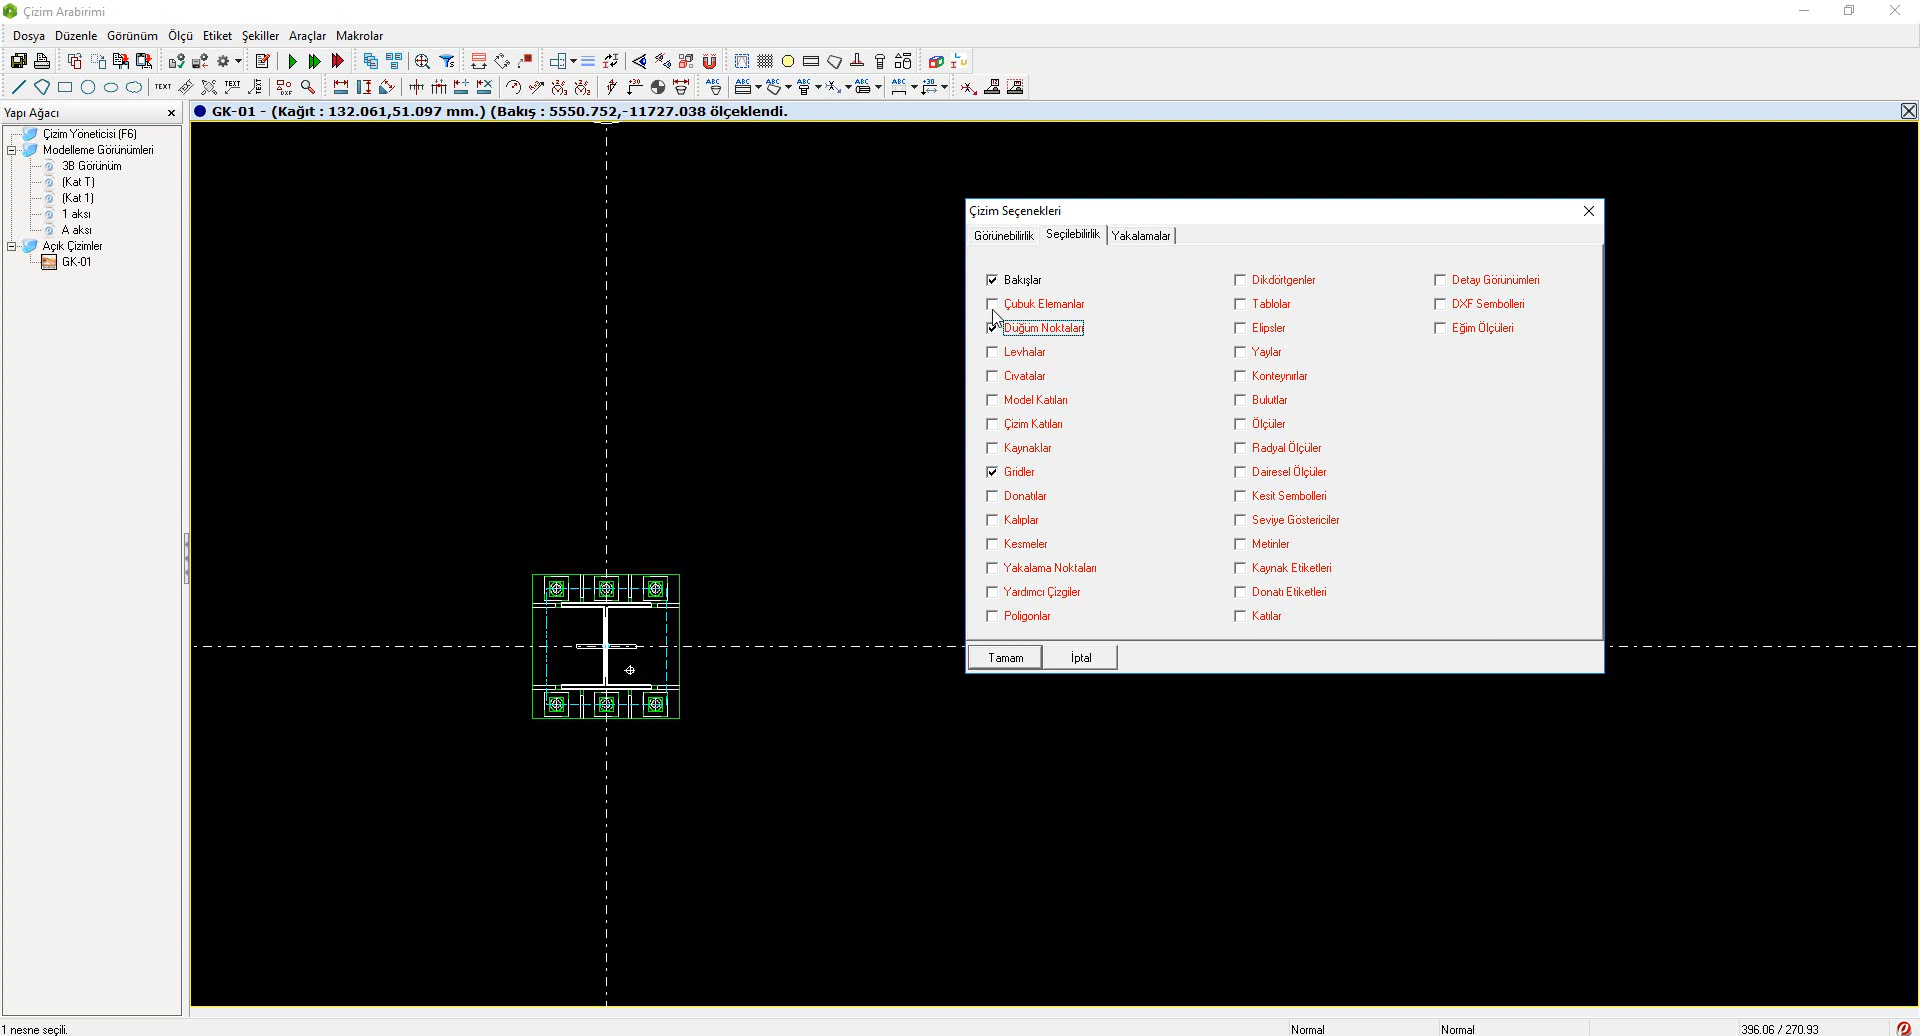 Çizim Arabirimi
Dosya Düzenle Görünüm Ölçü Etiket Şekiller Araçlar Makrolar
Yapı Ağacı
GK-01 - (Kağıt : 132.061,51.097 mm.) (Bakış : 5550.752,-11727.038 ölçeklendi.
Çizim Yöneticisi (F6)
Modelleme Görünümleri
3B Görünüm
(Kat T)
(Kat 1)
1 aksı
A aksı
Açık Çizimler
GK-01
Çizim Seçenekleri
Görünebilirlik Seçilebilirlik Yakalamalar
Bakışlar
Çubuk Elemanlar
Düğüm Noktaları
Levhalar
Cıvatalar
Model Katıları
Çizim Katıları
Kaynaklar
Gridler
Donatılar
Kalıplar
Kesmeler
Yakalama Noktaları
Yardımcı Çizgiler
Poligonlar
Dikdörtgenler
Tablolar
Elipsler
Yaylar
Konteynırlar
Bulutlar
Ölçüler
Radyal Ölçüler
Dairesel Ölçüler
Kesit Sembolleri
Seviye Göstericiler
Metinler
Kaynak Etiketleri
Donatı Etiketleri
Katılar
Detay Görünümleri
DXF Sembolleri
Eğim Ölçüleri
Tamam İptal
1 nesne seçili. Normal Normal 396.06 / 270.93